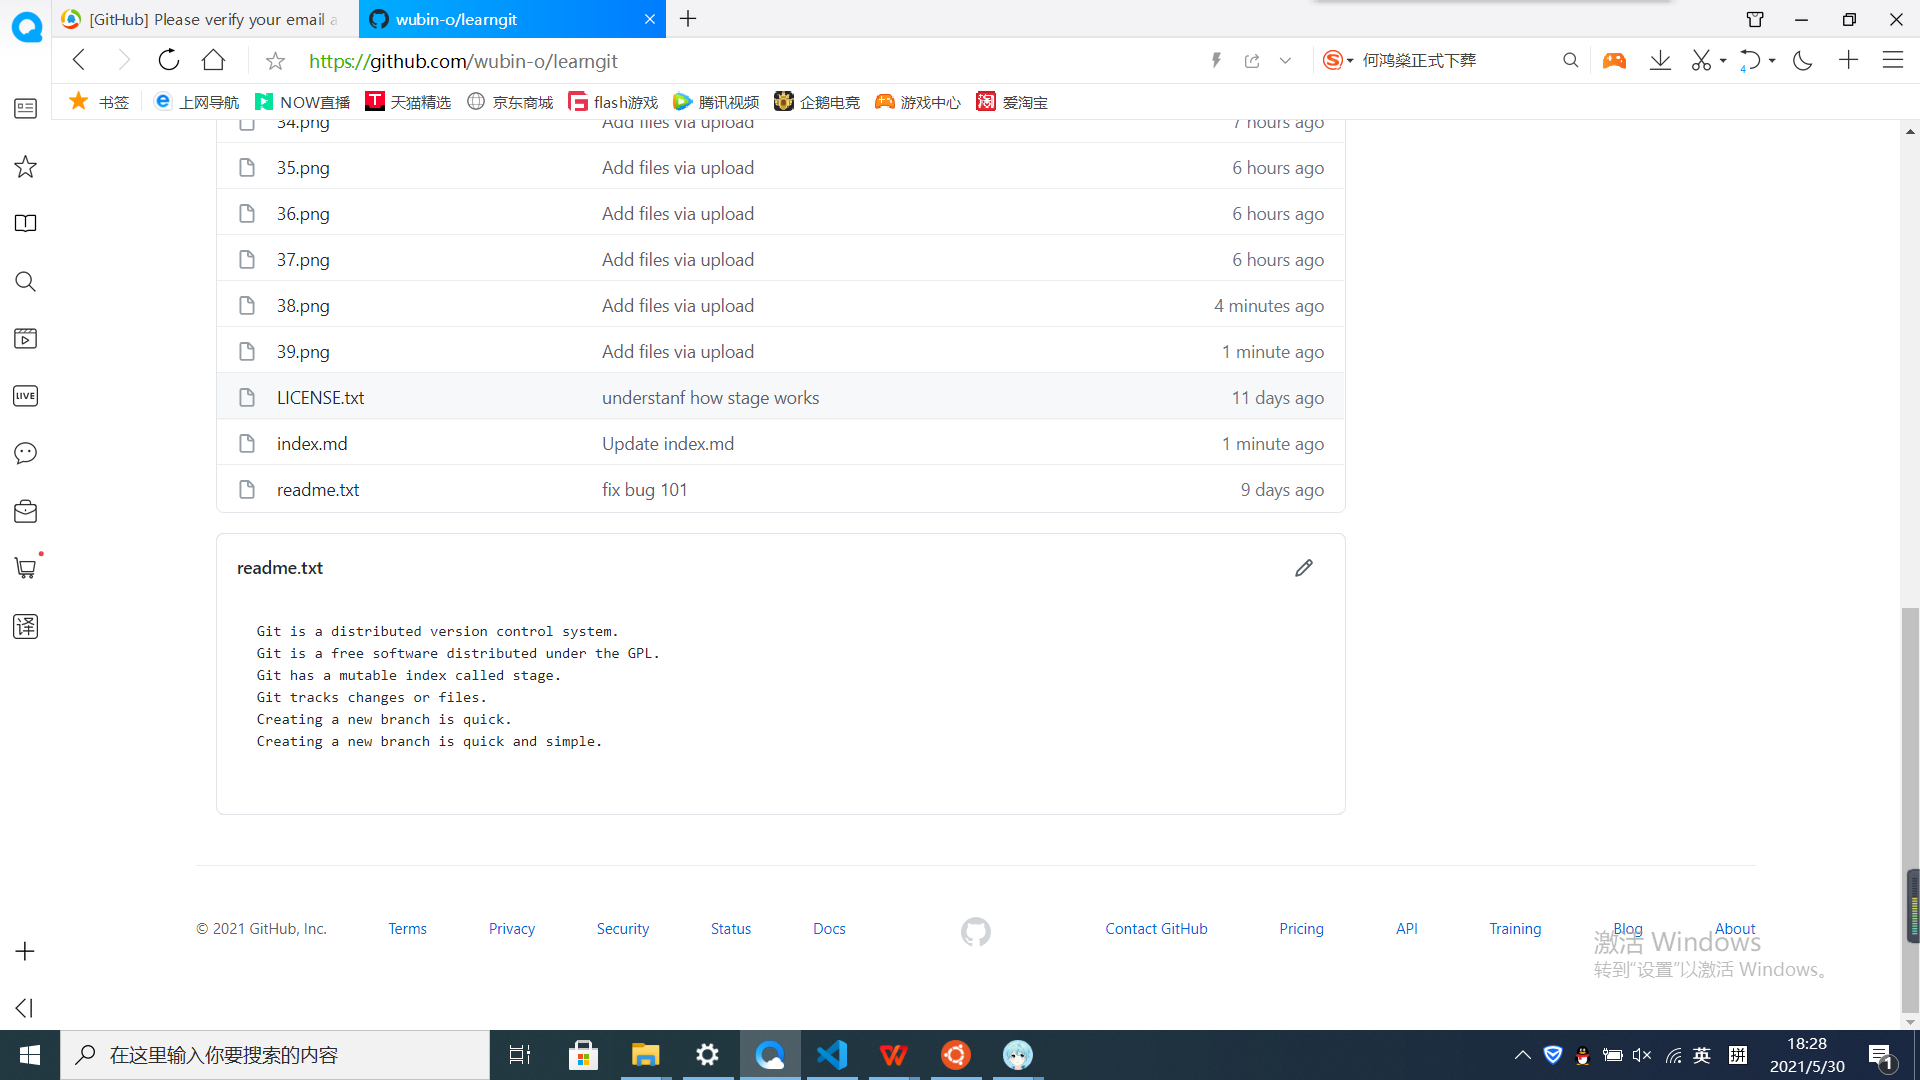 [GitHub] Please verify your email a
wubin-o/learngit
https://github.com/wubin-o/learngit
何鸿燊正式下葬
4
书签 上网导航 NOW直播 天猫精选 京东商城 flash游戏 腾讯视频 企鹅电竞 游戏中心 爱淘宝
34.png Add files via upload 7 hours ago
35.png Add files via upload 6 hours ago
36.png Add files via upload 6 hours ago
37.png Add files via upload 6 hours ago
38.png Add files via upload 4 minutes ago
39.png Add files via upload 1 minute ago
LICENSE.txt understanf how stage works 11 days ago
index.md Update index.md 1 minute ago
readme.txt fix bug 101 9 days ago
LIVE
译
readme.txt
Git is a distributed version control system.
Git is a free software distributed under the GPL.
Git has a mutable index called stage.
Git tracks changes or files.
Creating a new branch is quick.
Creating a new branch is quick and simple.
© 2021 GitHub, Inc. Terms Privacy Security Status Docs Contact GitHub Pricing API Training Blog About
激活 Windows
转到“设置”以激活 Windows。
在这里输入你要搜索的内容
英 拼
18:28
2021/5/30
1